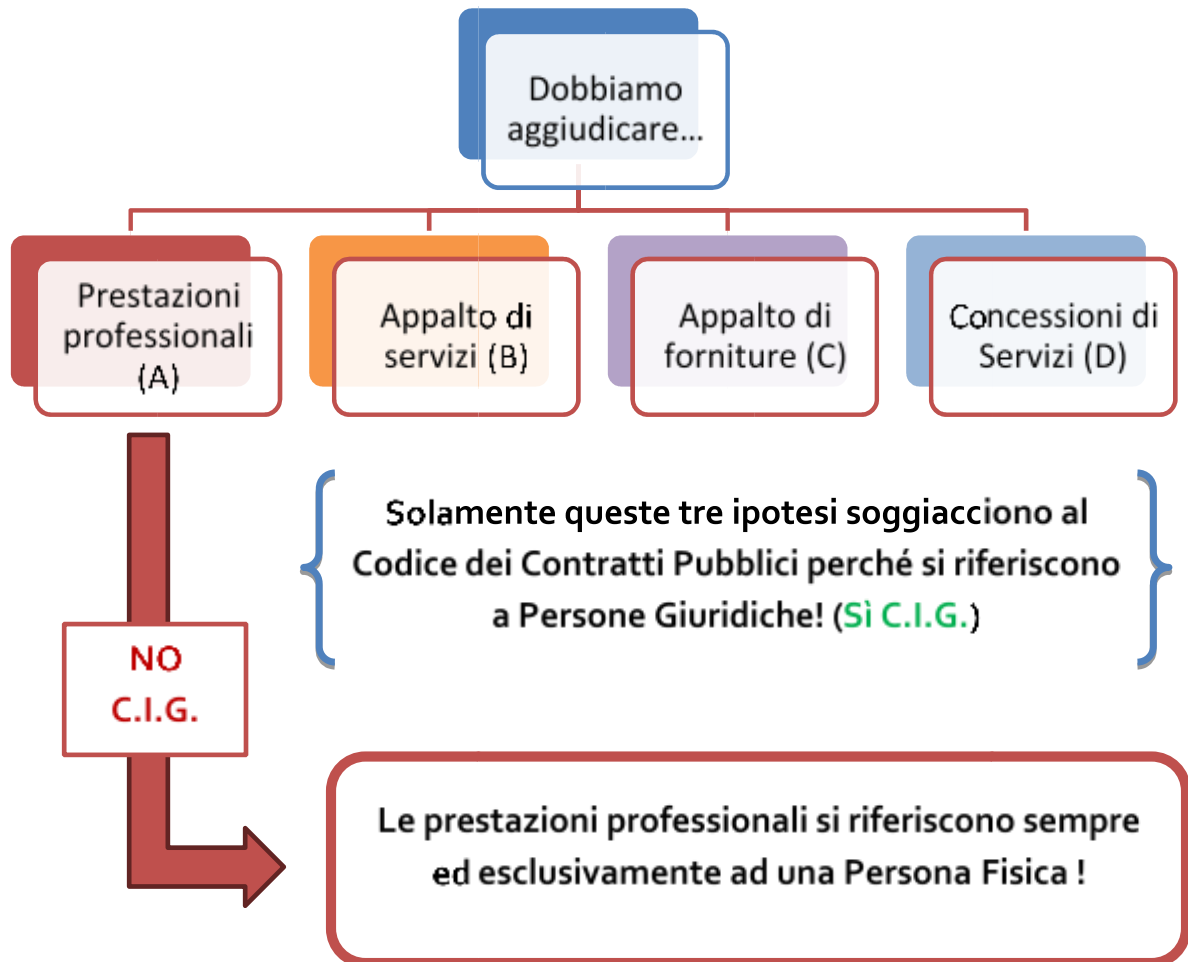 Dobbiamo
aggiudicare...
Prestazioni
professionali
(A)
Appalto di
servizi (B)
Appalto di
forniture (C)
Concessioni di
Servizi (D)
Solamente queste tre ipotesi soggiacciono al
Codice dei Contratti Pubblici perché si riferiscono
a Persone Giuridiche! (Sì C.I.G.)
NO
C.I.G.
Le prestazioni professionali si riferiscono sempre
ed esclusivamente ad una Persona Fisica !